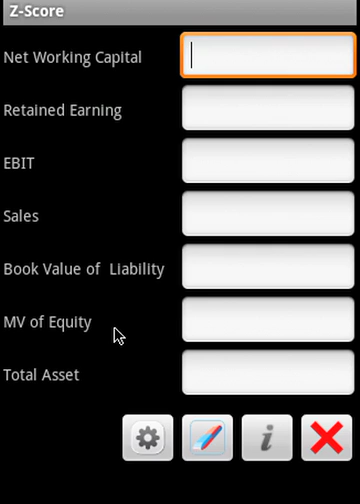 Z-Score
Net Working Capital
Retained Earning
EBIT
Sales
Book Value of Liability
MV of Equity
Total Asset